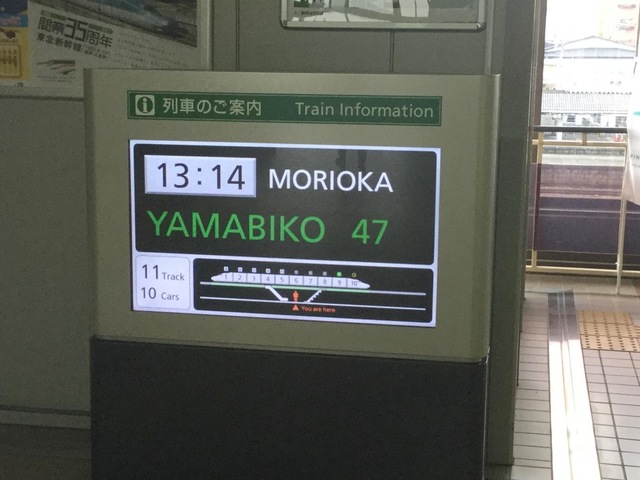 開業35周年
東北新幹線
列車のご案内 Train Information
13:14 MORIOKA
YAMABIKO 47
11 Track
10 Cars
1 2 3 4 5 6 7 8 9 10
You are here